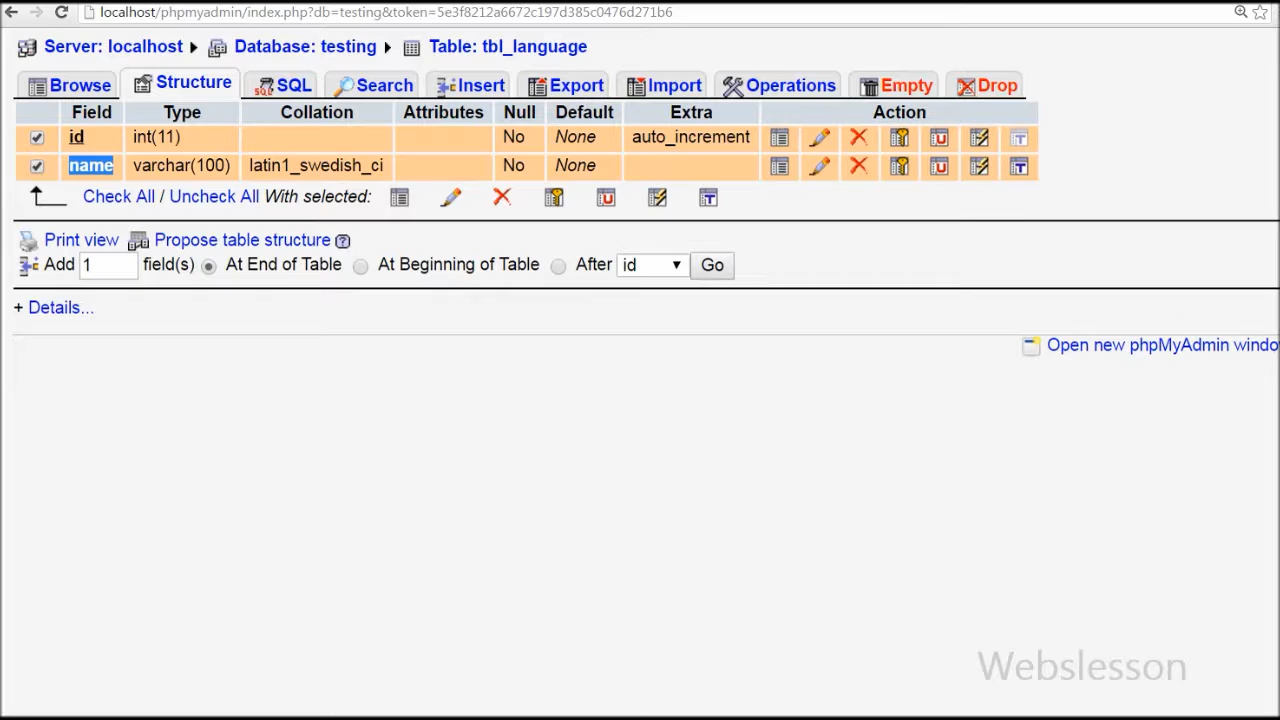 localhost/phpmyadmin/index.php?db=testing&token=5e3f8212a6672c197d385c0476d271b6
Server: localhost Database: testing Table: tbl_language
Browse Structure SQL Search Insert Export Import Operations Empty Drop
Field Type Collation Attributes Null Default Extra Action
id int(11) No None auto_increment
name varchar(100) latin1_swedish_ci No None
Check All / Uncheck All With selected:
Print view Propose table structure
Add 1 field(s) At End of Table At Beginning of Table After id Go
+ Details...
Open new phpMyAdmin windo
Webslesson